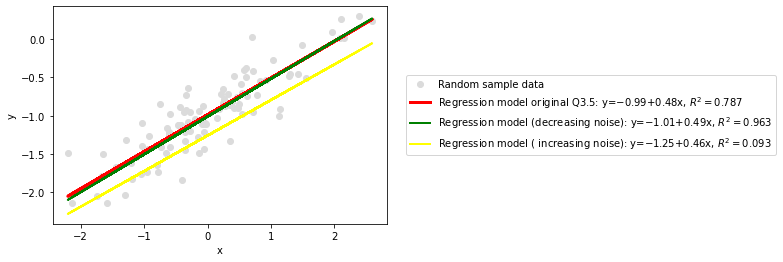 0.0
−0.5
−1.0
−1.5
−2.0
y
−2
−1
0
1
2
x
Random sample data
Regression model original Q3.5: y=−0.99+0.48x, R² = 0.787
Regression model (decreasing noise): y=−1.01+0.49x, R² = 0.963
Regression model ( increasing noise): y=−1.25+0.46x, R² = 0.093